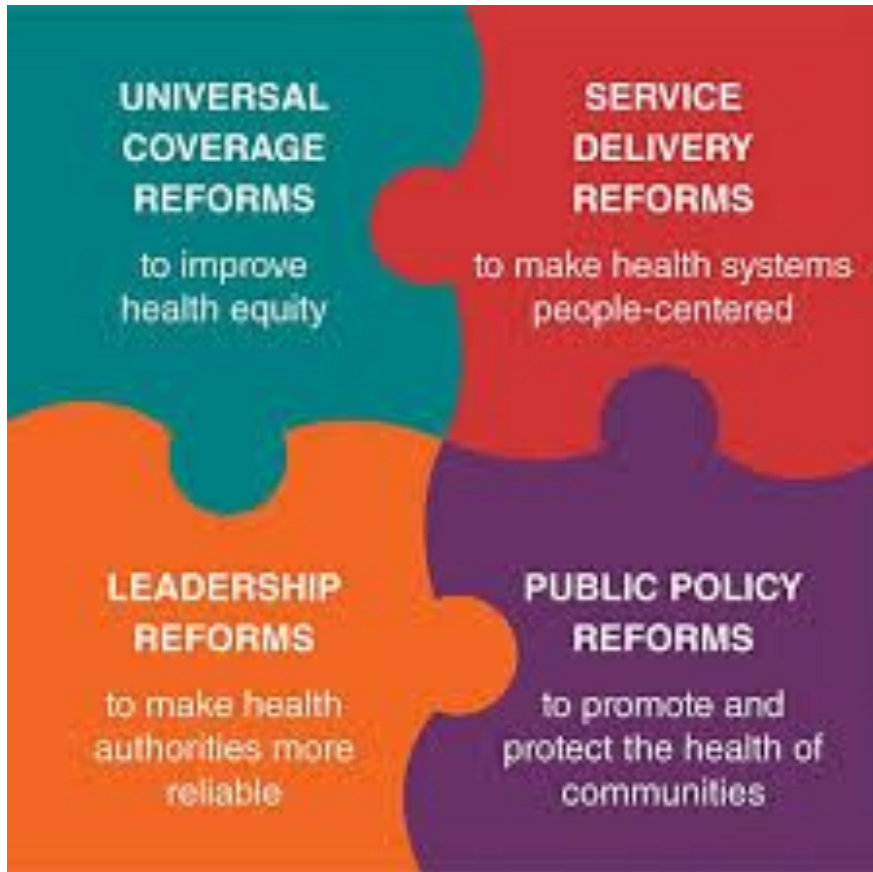 UNIVERSAL
COVERAGE
REFORMS
to improve
health equity
SERVICE
DELIVERY
REFORMS
to make health systems
people-centered
LEADERSHIP
REFORMS
to make health
authorities more
reliable
PUBLIC POLICY
REFORMS
to promote and
protect the health of
communities